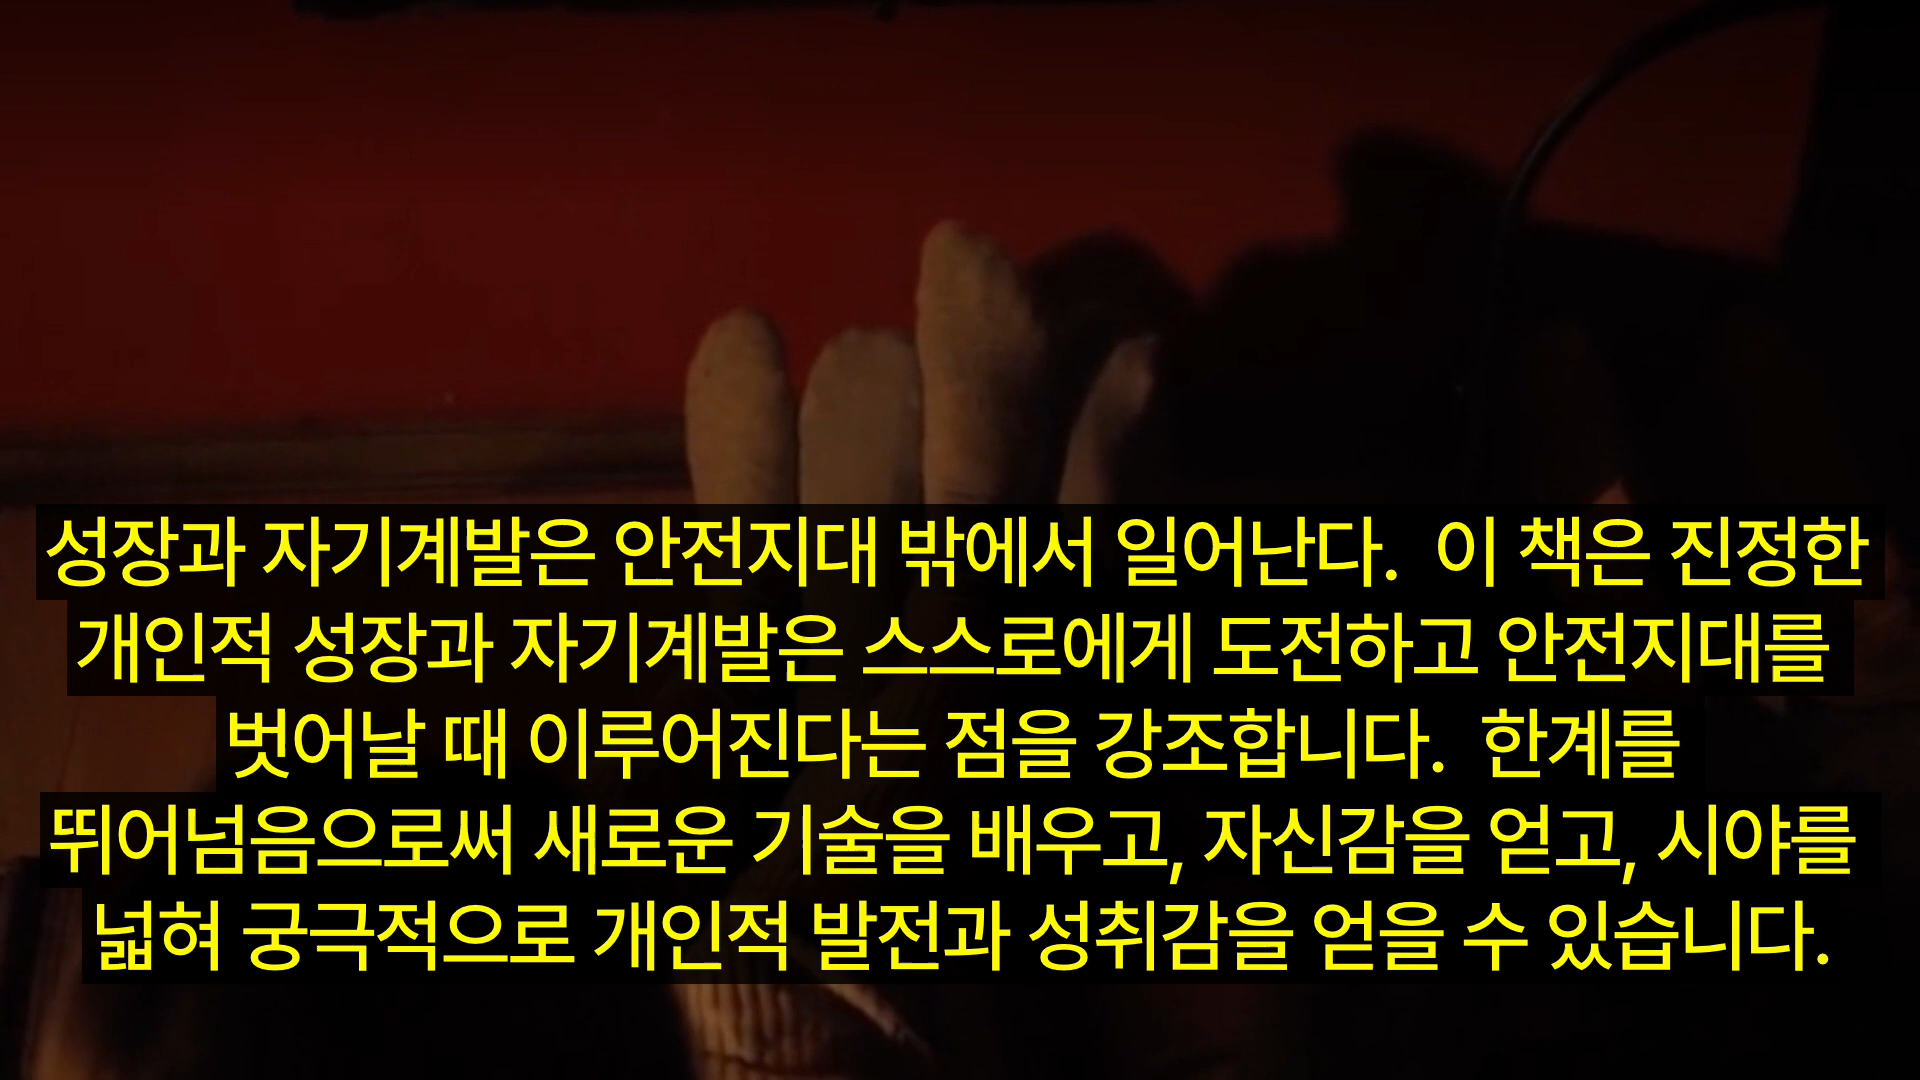 성장과 자기계발은 안전지대 밖에서 일어난다.  이 책은 진정한
개인적 성장과 자기계발은 스스로에게 도전하고 안전지대를
벗어날 때 이루어진다는 점을 강조합니다.  한계를
뛰어넘음으로써 새로운 기술을 배우고, 자신감을 얻고, 시야를
넓혀 궁극적으로 개인적 발전과 성취감을 얻을 수 있습니다.